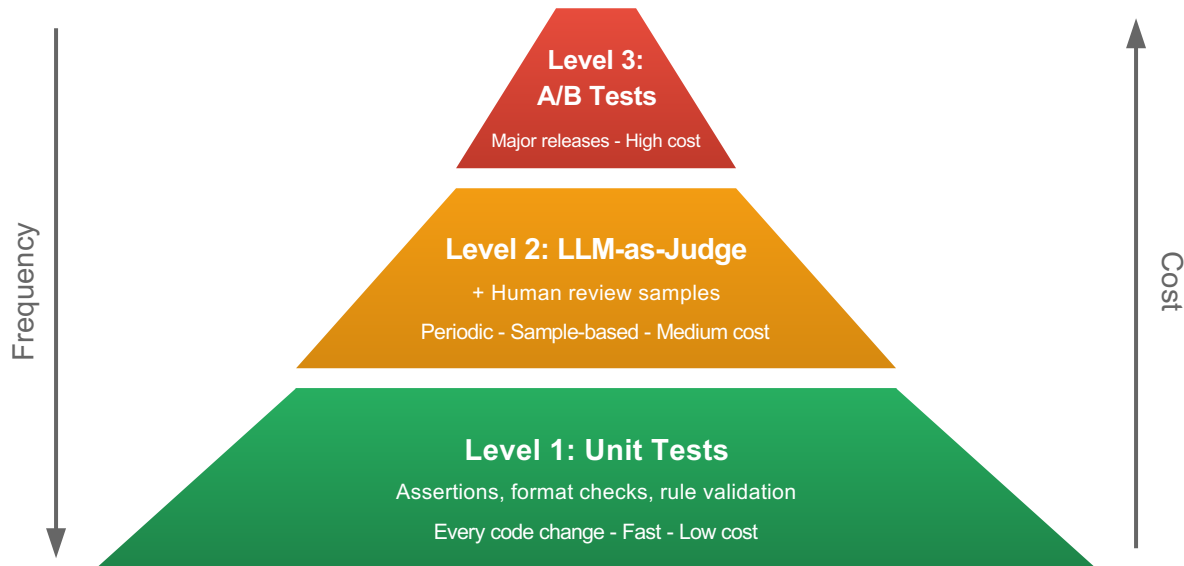 Level 3:
A/B Tests
Major releases - High cost
Frequency
Level 2: LLM-as-Judge
+ Human review samples
Periodic - Sample-based - Medium cost
Cost
Level 1: Unit Tests
Assertions, format checks, rule validation
Every code change - Fast - Low cost